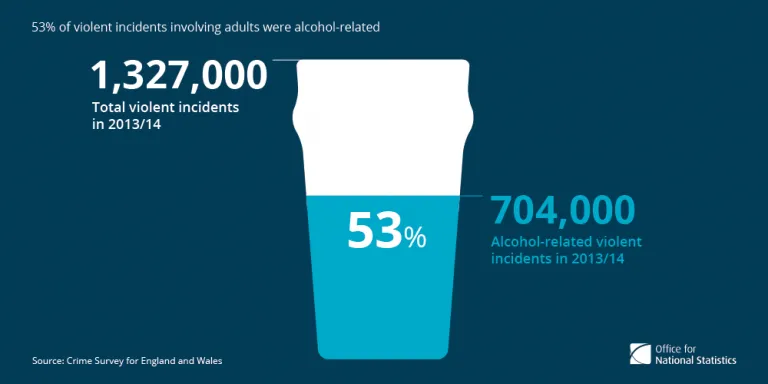 53% of violent incidents involving adults were alcohol-related
1,327,000
Total violent incidents
in 2013/14
53%
704,000
Alcohol-related violent
incidents in 2013/14
Source: Crime Survey for England and Wales
Office for
National Statistics